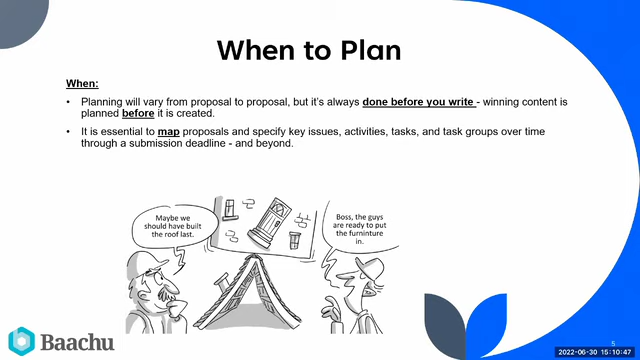 When to Plan
When:
• Planning will vary from proposal to proposal, but it's always done before you write - winning content is
planned before it is created.
• It is essential to map proposals and specify key issues, activities, tasks, and task groups over time
through a submission deadline - and beyond.
Maybe we
should have built
the roof last.
Boss, the guys
are ready to put
the furninture
in.
Baachu
5
2022-06-30 15:10:47